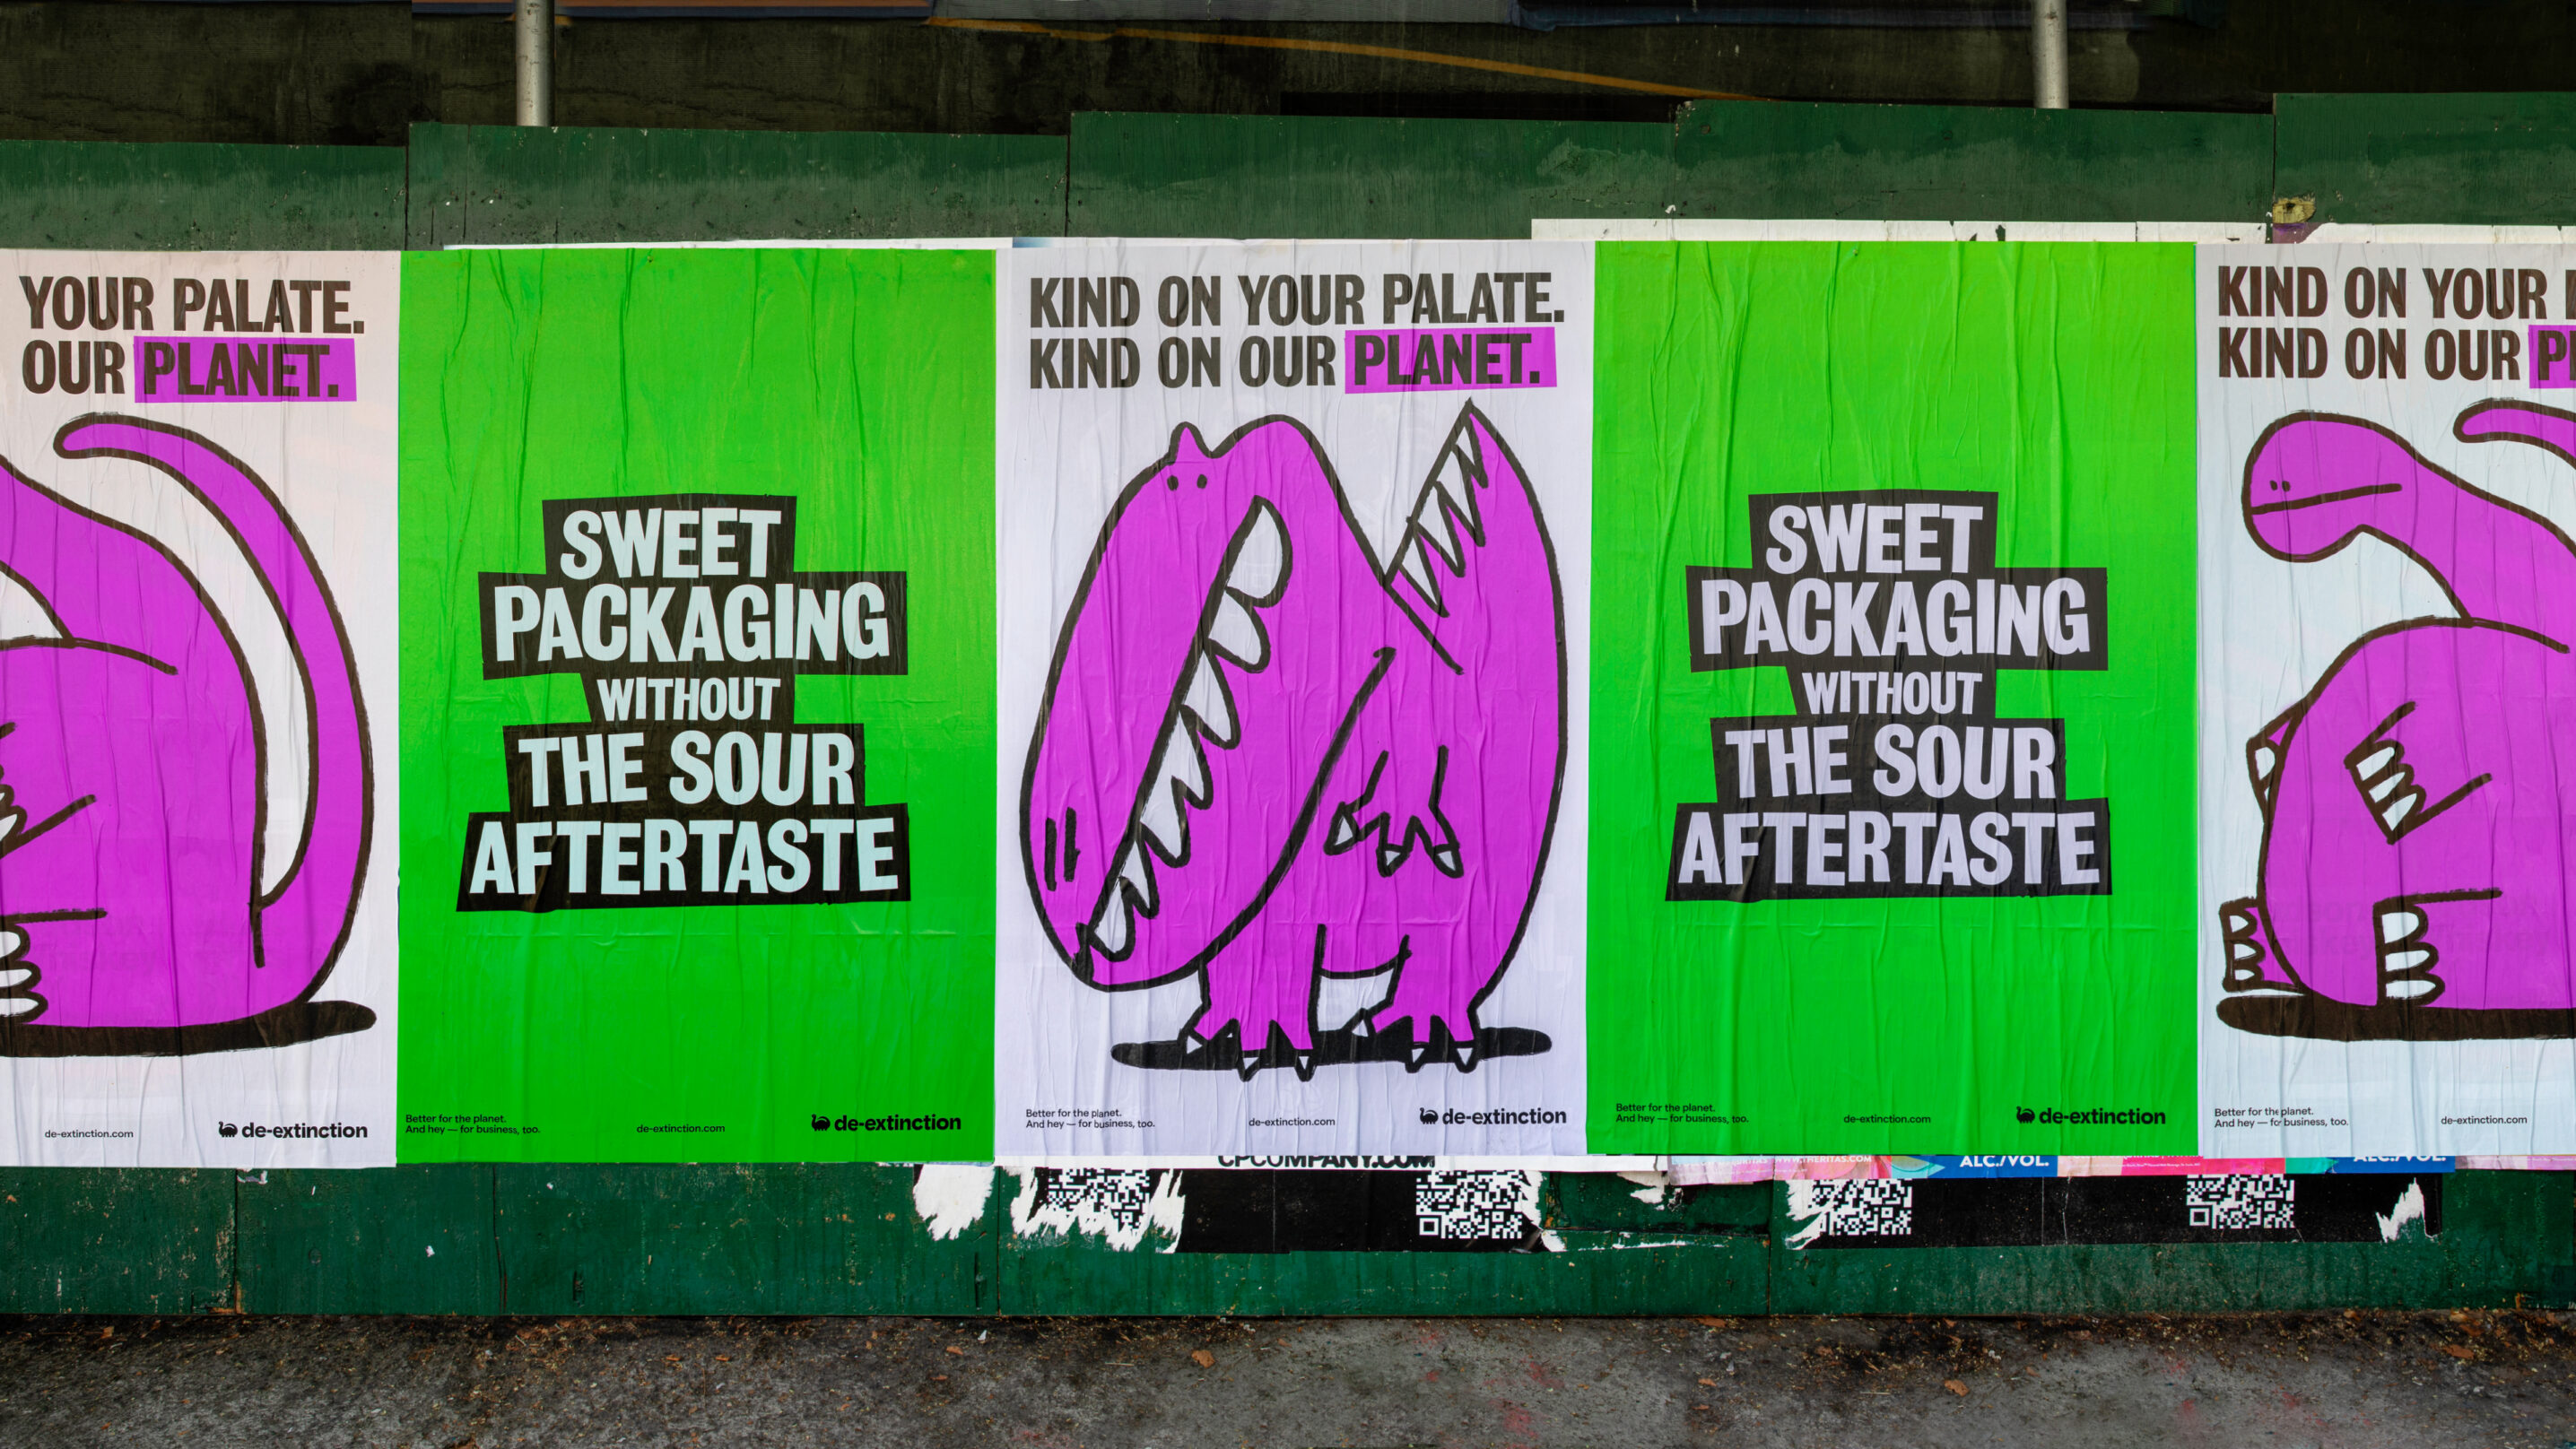 YOUR PALATE.
OUR PLANET.
de-extinction.com
de-extinction
SWEET
PACKAGING
WITHOUT
THE SOUR
AFTERTASTE
Better for the planet.
And hey — for business, too.
de-extinction.com
de-extinction
KIND ON YOUR PALATE.
KIND ON OUR PLANET.
Better for the planet.
And hey — for business, too.
de-extinction.com
de-extinction
SWEET
PACKAGING
WITHOUT
THE SOUR
AFTERTASTE
Better for the planet.
And hey — for business, too.
de-extinction.com
de-extinction
KIND ON YOUR
KIND ON OUR
Better for the planet.
And hey — for business, too.
de-extinction.com
CPCOMPANY.COM
WWW.THERITAS.COM
ALC./VOL.
ALC./VOL.